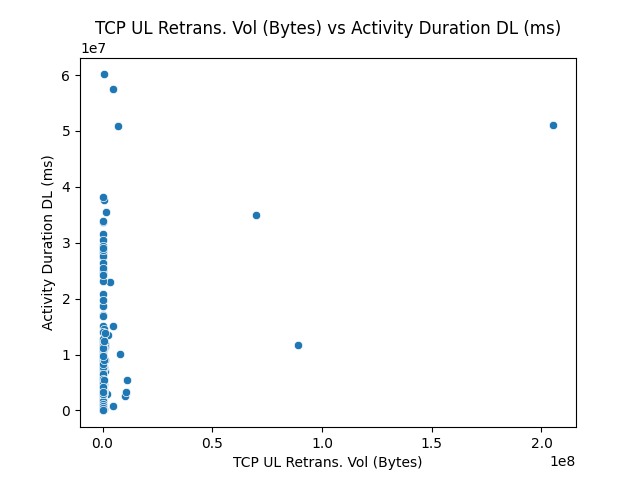 TCP UL Retrans. Vol (Bytes) vs Activity Duration DL (ms)
1e7
6
5
4
3
2
1
0
Activity Duration DL (ms)
0.0 0.5 1.0 1.5 2.0
TCP UL Retrans. Vol (Bytes)
1e8